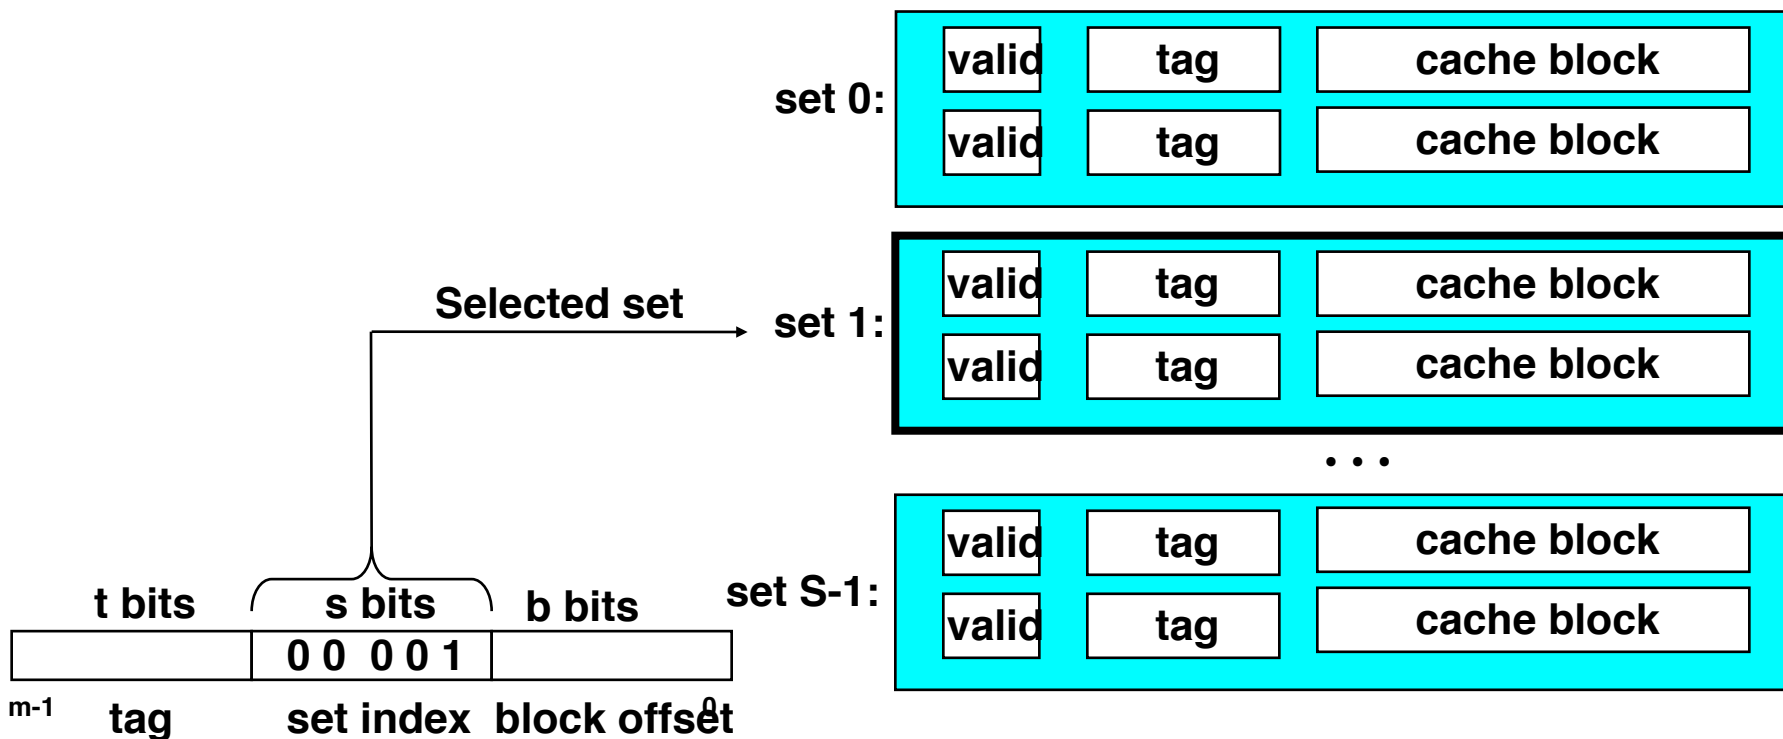 valid tag cache block
set 0:
valid tag cache block
valid tag cache block
Selected set
set 1:
valid tag cache block
. . .
valid tag cache block
set S-1:
valid tag cache block
t bits s bits b bits
0 0 0 0 1
m-1 0
tag set index block offset